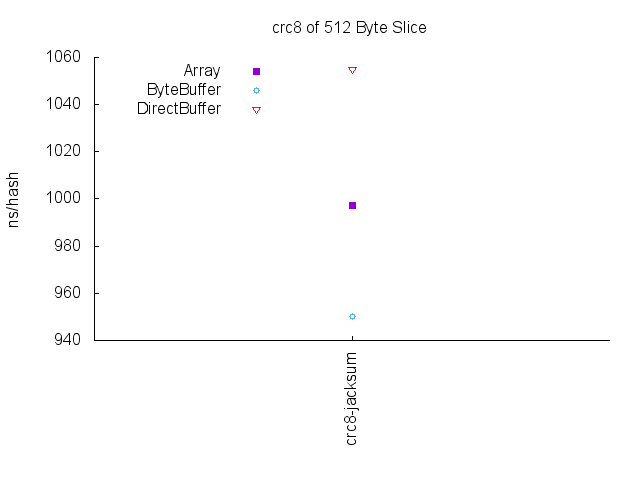 crc8 of 512 Byte Slice
1060
1040
1020
1000
980
960
940
ns/hash
Array
ByteBuffer
DirectBuffer
crc8-jacksum